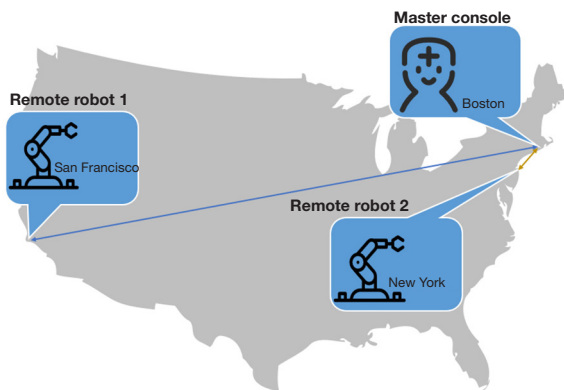 Master console
Boston
Remote robot 1
San Francisco
Remote robot 2
New York